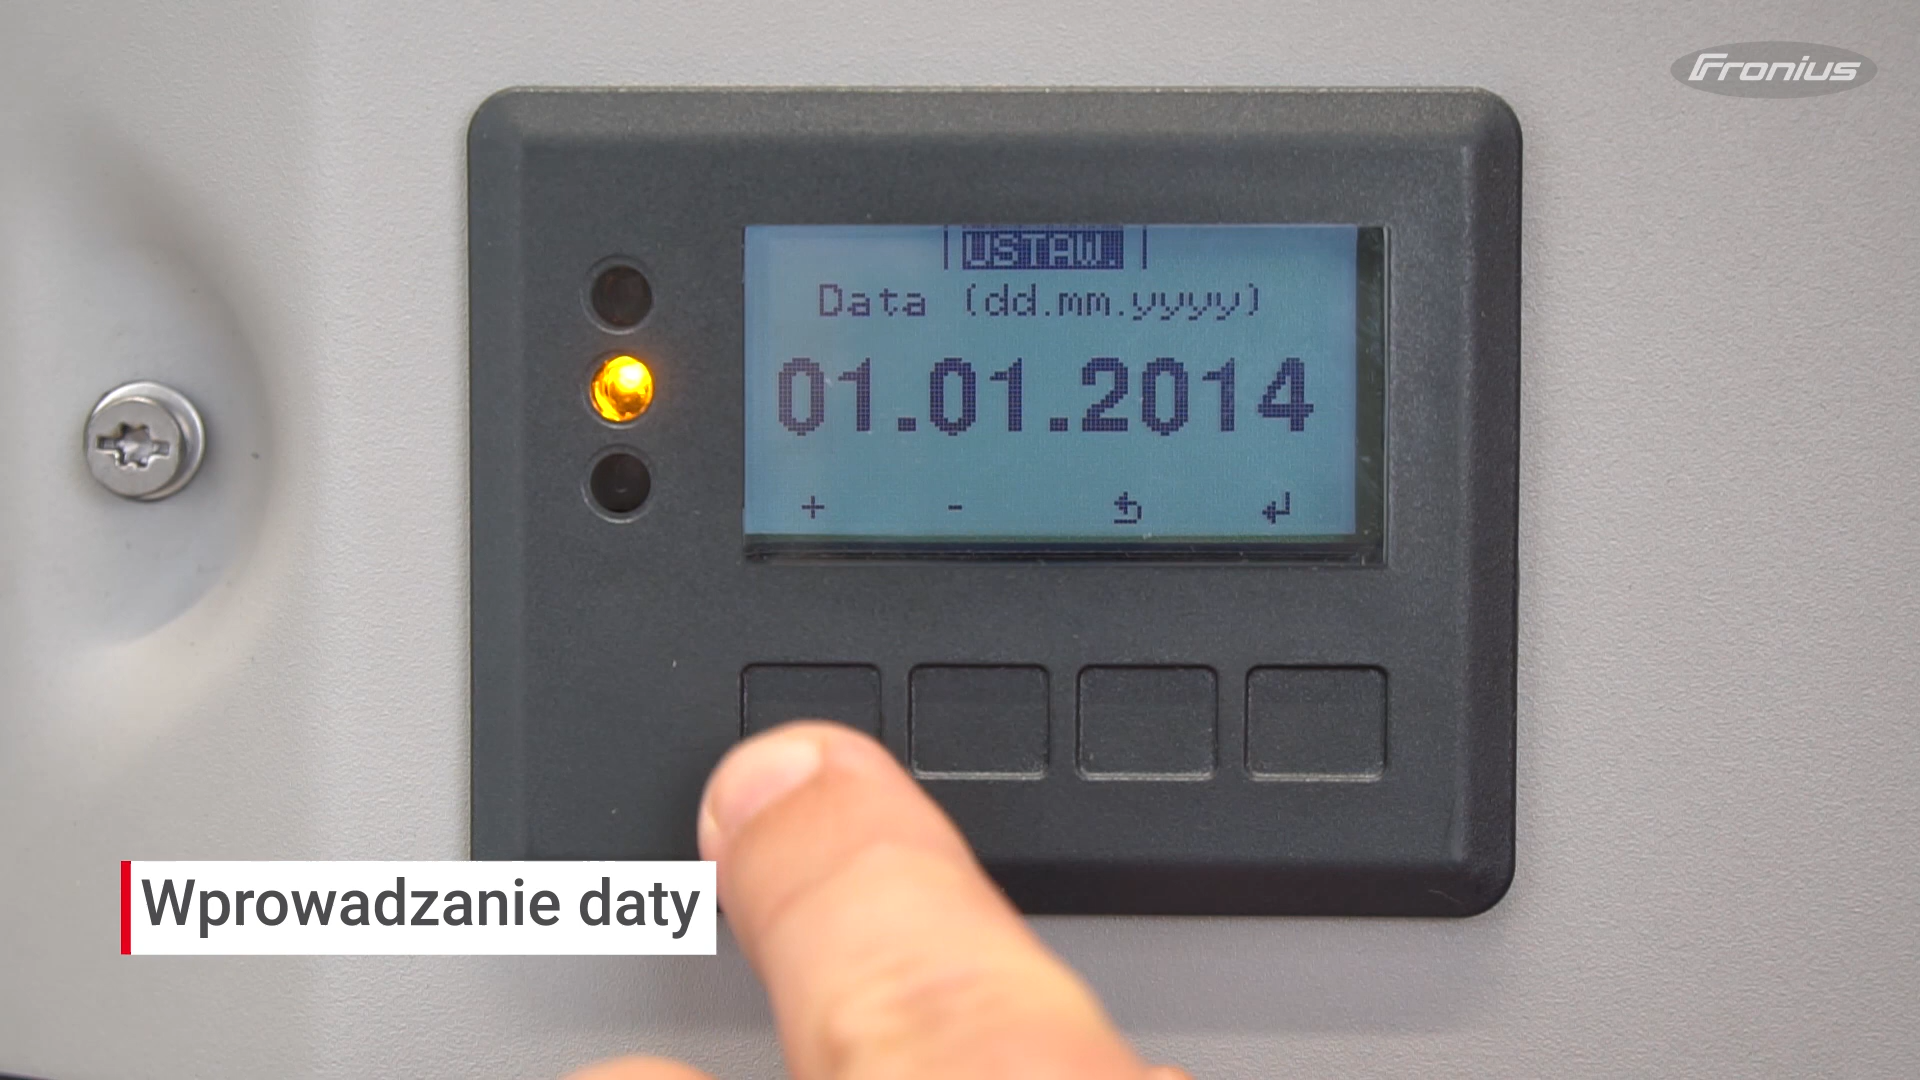 Fronius
USTAW.
Data (dd.mm.yyyy)
01.01.2014
+ - ↰ ↵
Wprowadzanie daty